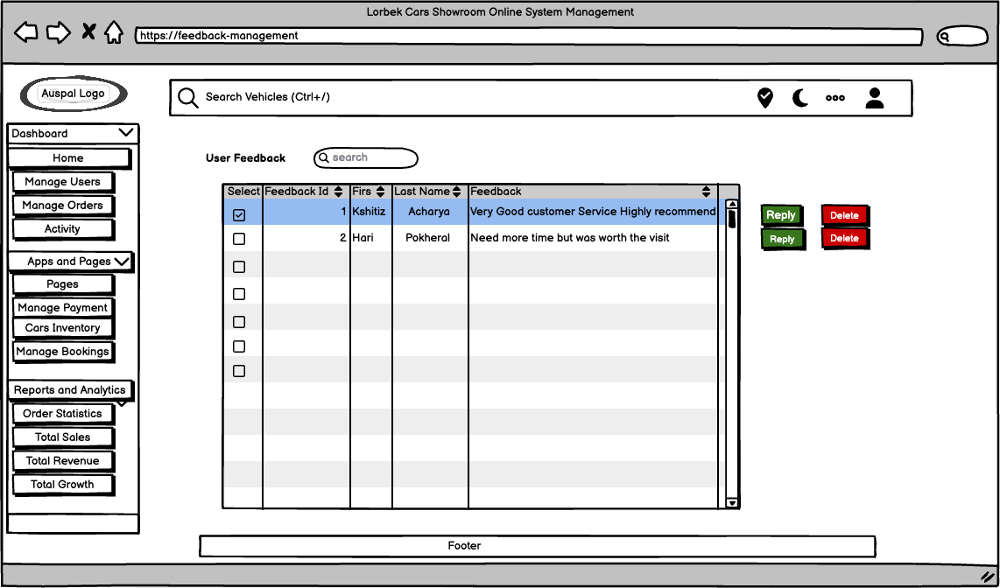 Lorbek Cars Showroom Online System Management
https://feedback-management
Auspal Logo
Search Vehicles (Ctrl+/)
Dashboard
Home
Manage Users
Manage Orders
Activity
Apps and Pages
Pages
Manage Payment
Cars Inventory
Manage Bookings
Reports and Analytics
Order Statistics
Total Sales
Total Revenue
Total Growth
User Feedback
search
Select Feedback Id Firs Last Name Feedback
1 Kshitiz Acharya Very Good customer Service Highly recommend
Reply Delete
2 Hari Pokheral Need more time but was worth the visit
Reply Delete
Footer